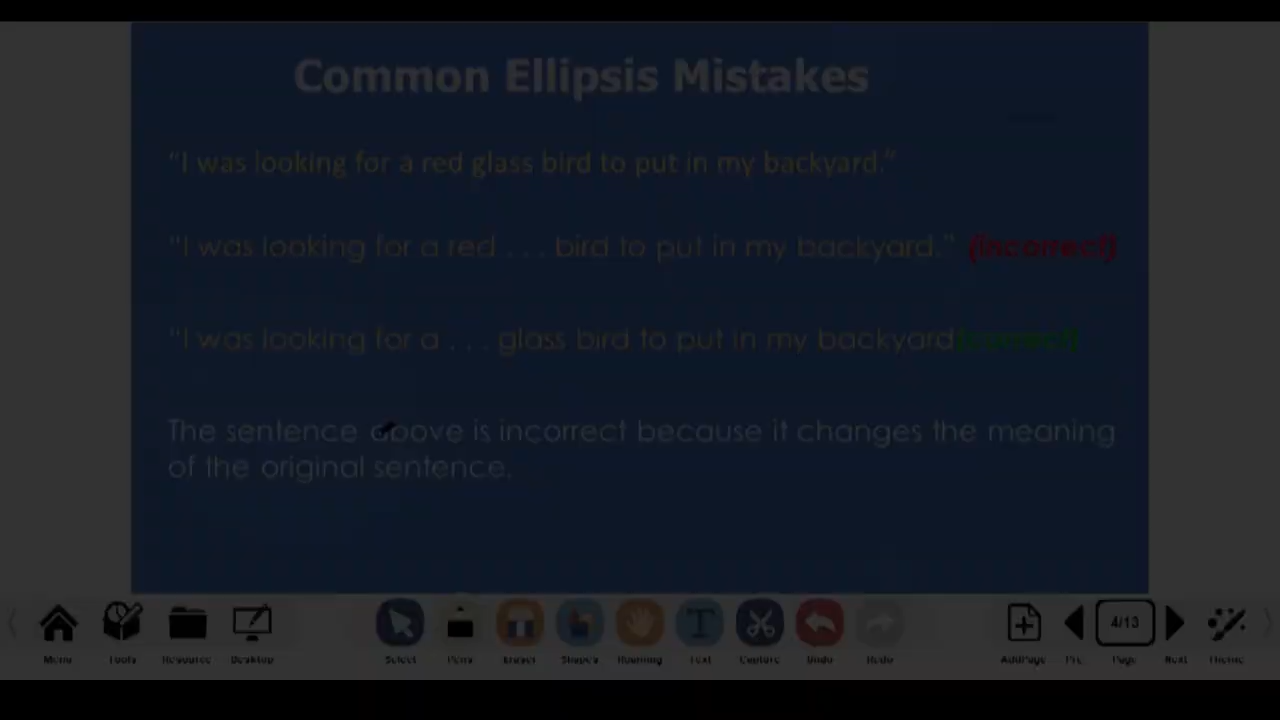 Common Ellipsis Mistakes
“I was looking for a red glass bird to put in my backyard.”
“I was looking for a red . . . bird to put in my backyard.” (incorrect)
“I was looking for a . . . glass bird to put in my backyard(correct)
The sentence above is incorrect because it changes the meaning
of the original sentence.
4/13
Menu Tools Resource Desktop Select Pens Eraser Shapes Roaming Text Capture Undo Redo AddPage Pre Page Next Theme